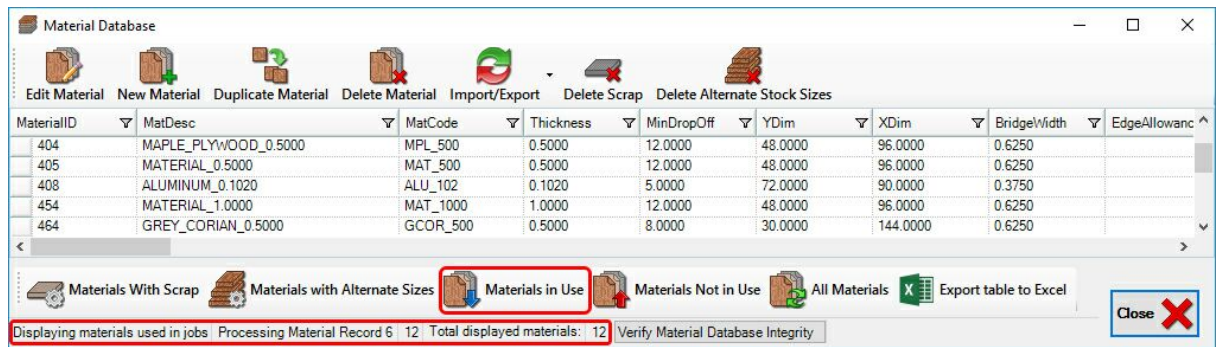 Material Database
Edit Material New Material Duplicate Material Delete Material Import/Export Delete Scrap Delete Alternate Stock Sizes
MaterialID MatDesc MatCode Thickness MinDropOff YDim XDim BridgeWidth EdgeAllowanc
404 MAPLE_PLYWOOD_0.5000 MPL_500 0.5000 12.0000 48.0000 96.0000 0.6250
405 MATERIAL_0.5000 MAT_500 0.5000 12.0000 48.0000 96.0000 0.6250
408 ALUMINUM_0.1020 ALU_102 0.1020 5.0000 72.0000 90.0000 0.3750
454 MATERIAL_1.0000 MAT_1000 1.0000 12.0000 48.0000 96.0000 0.6250
464 GREY_CORIAN_0.5000 GCOR_500 0.5000 8.0000 30.0000 144.0000 0.6250
Materials With Scrap Materials with Alternate Sizes Materials in Use Materials Not in Use All Materials Export table to Excel
Close
Displaying materials used in jobs Processing Material Record 6 12 Total displayed materials: 12 Verify Material Database Integrity